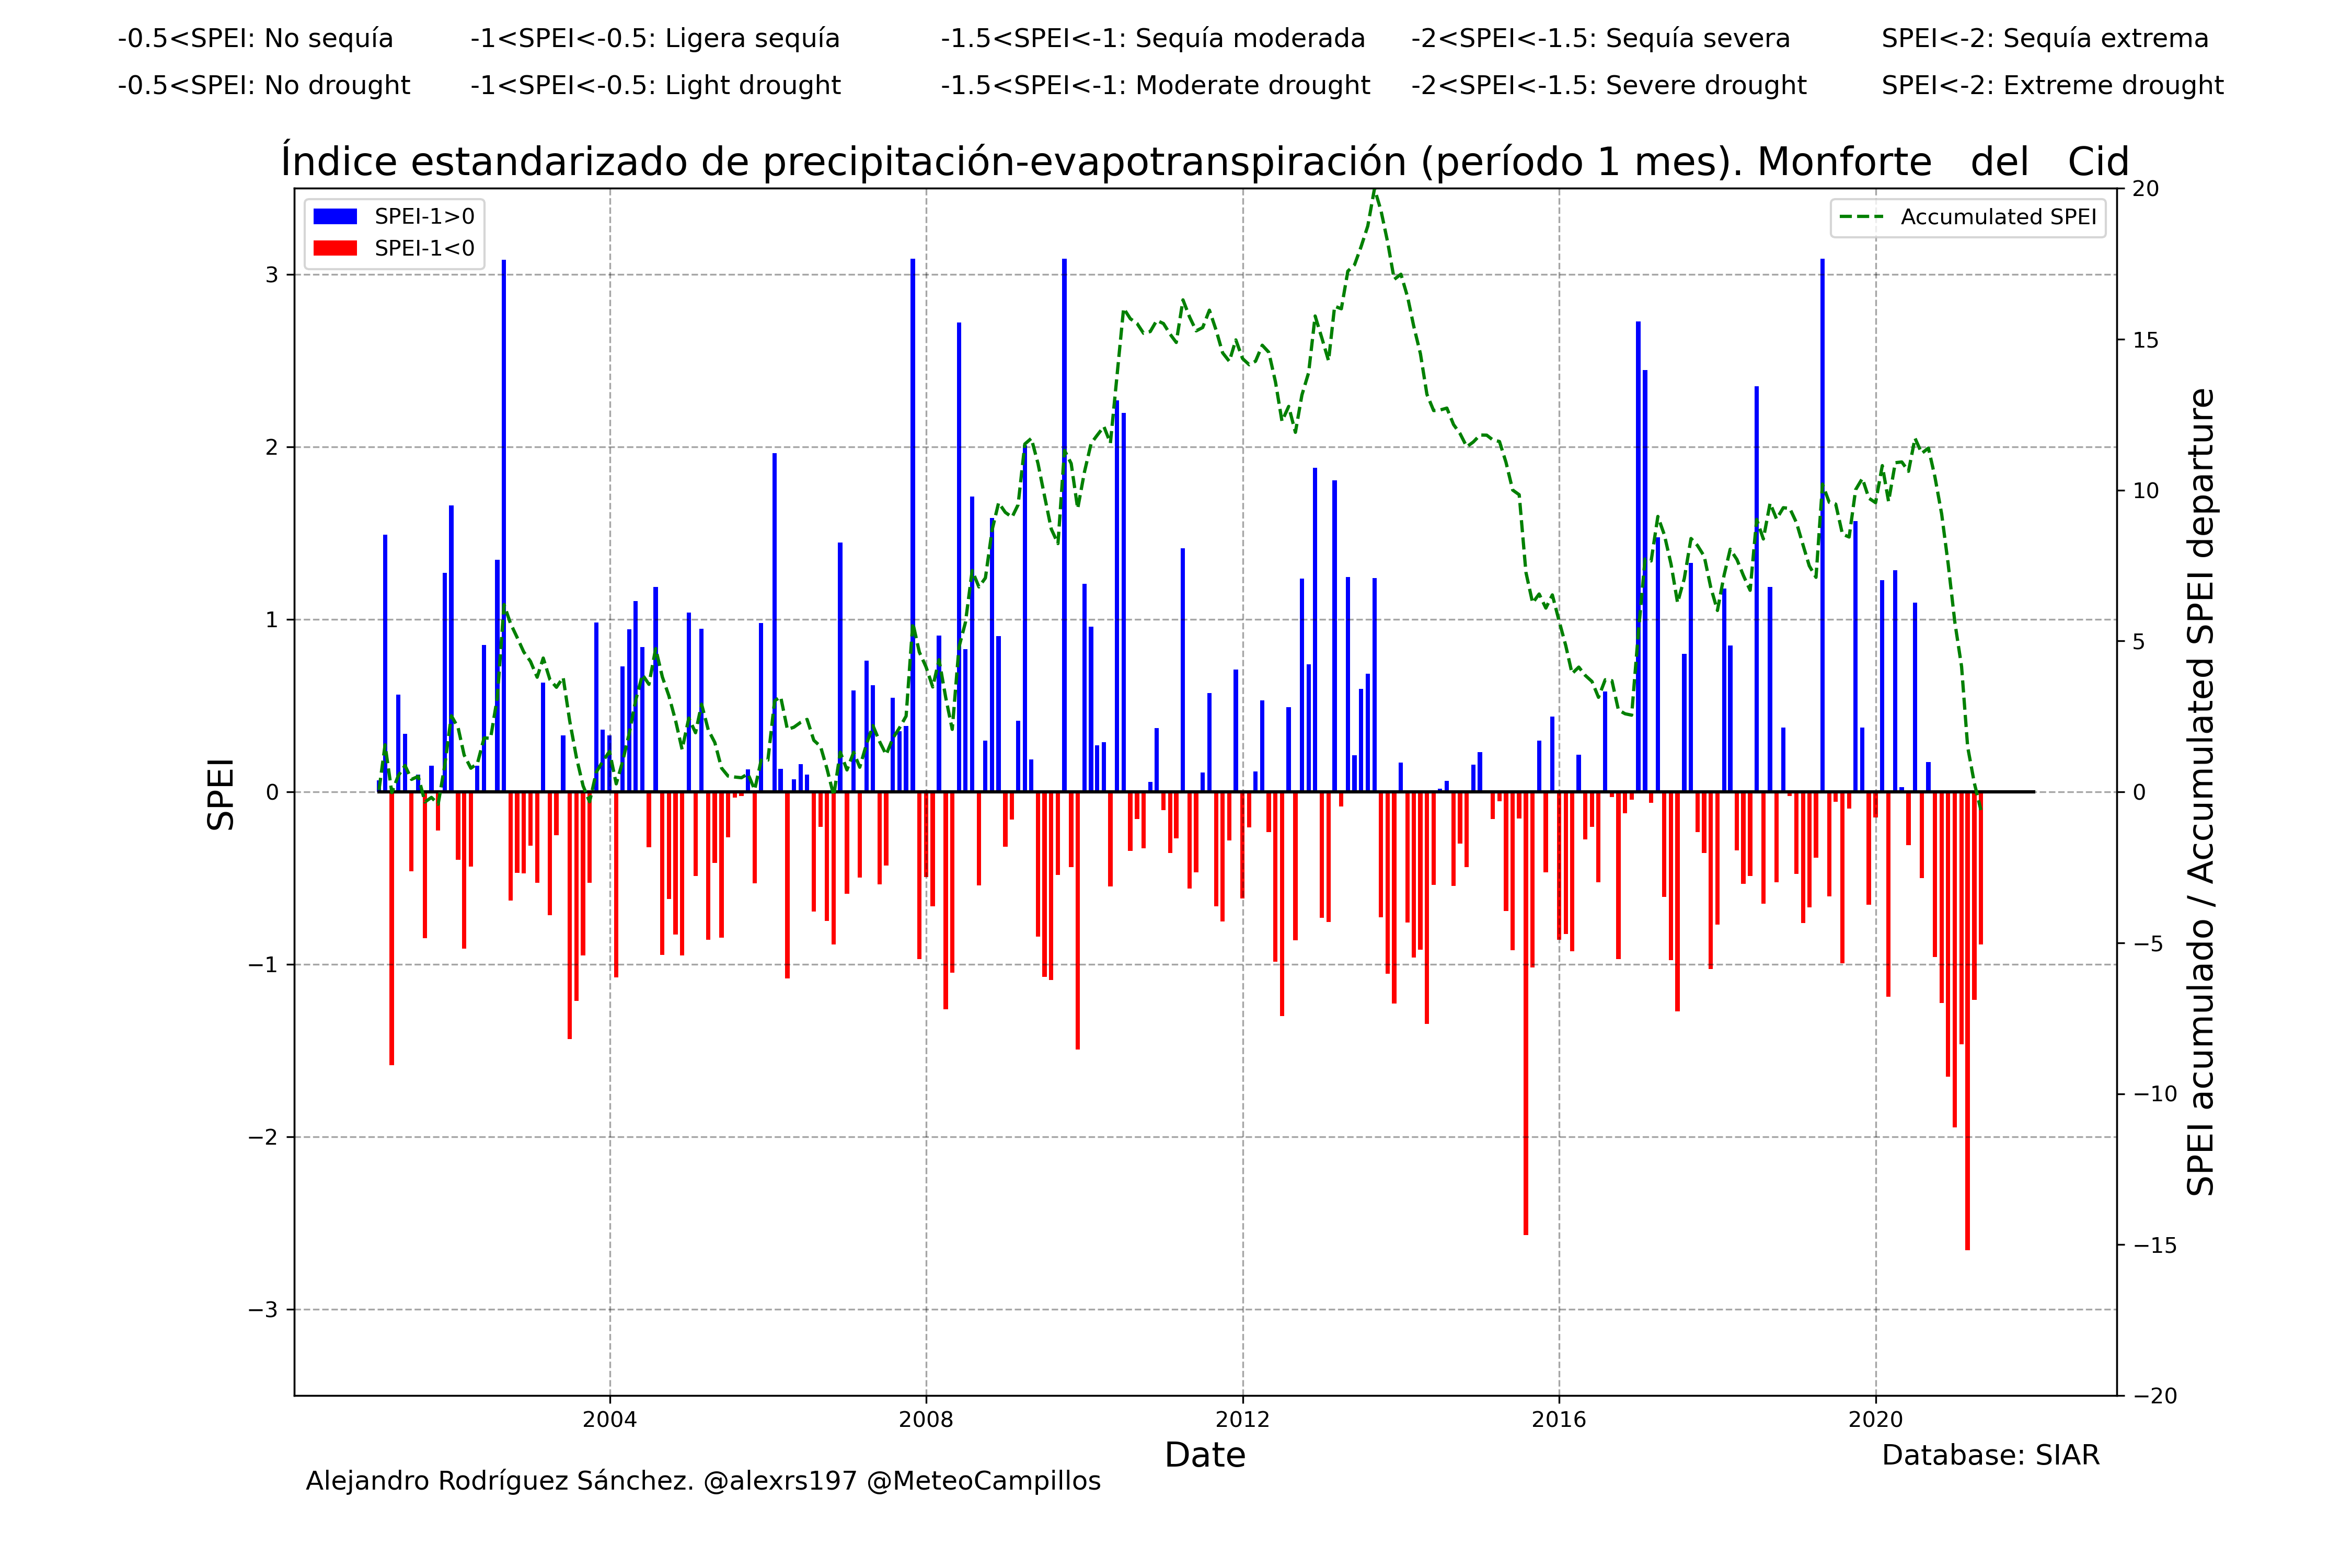 -0.5<SPEI: No sequía -1<SPEI<-0.5: Ligera sequía -1.5<SPEI<-1: Sequía moderada -2<SPEI<-1.5: Sequía severa SPEI<-2: Sequía extrema
-0.5<SPEI: No drought -1<SPEI<-0.5: Light drought -1.5<SPEI<-1: Moderate drought -2<SPEI<-1.5: Severe drought SPEI<-2: Extreme drought
Índice estandarizado de precipitación-evapotranspiración (período 1 mes). Monforte del Cid
SPEI-1>0
SPEI-1<0
Accumulated SPEI
SPEI
3
2
1
0
−1
−2
−3
20
15
10
5
0
−5
−10
−15
−20
SPEI acumulado / Accumulated SPEI departure
2004 2008 2012 2016 2020
Date
Database: SIAR
Alejandro Rodríguez Sánchez. @alexrs197 @MeteoCampillos